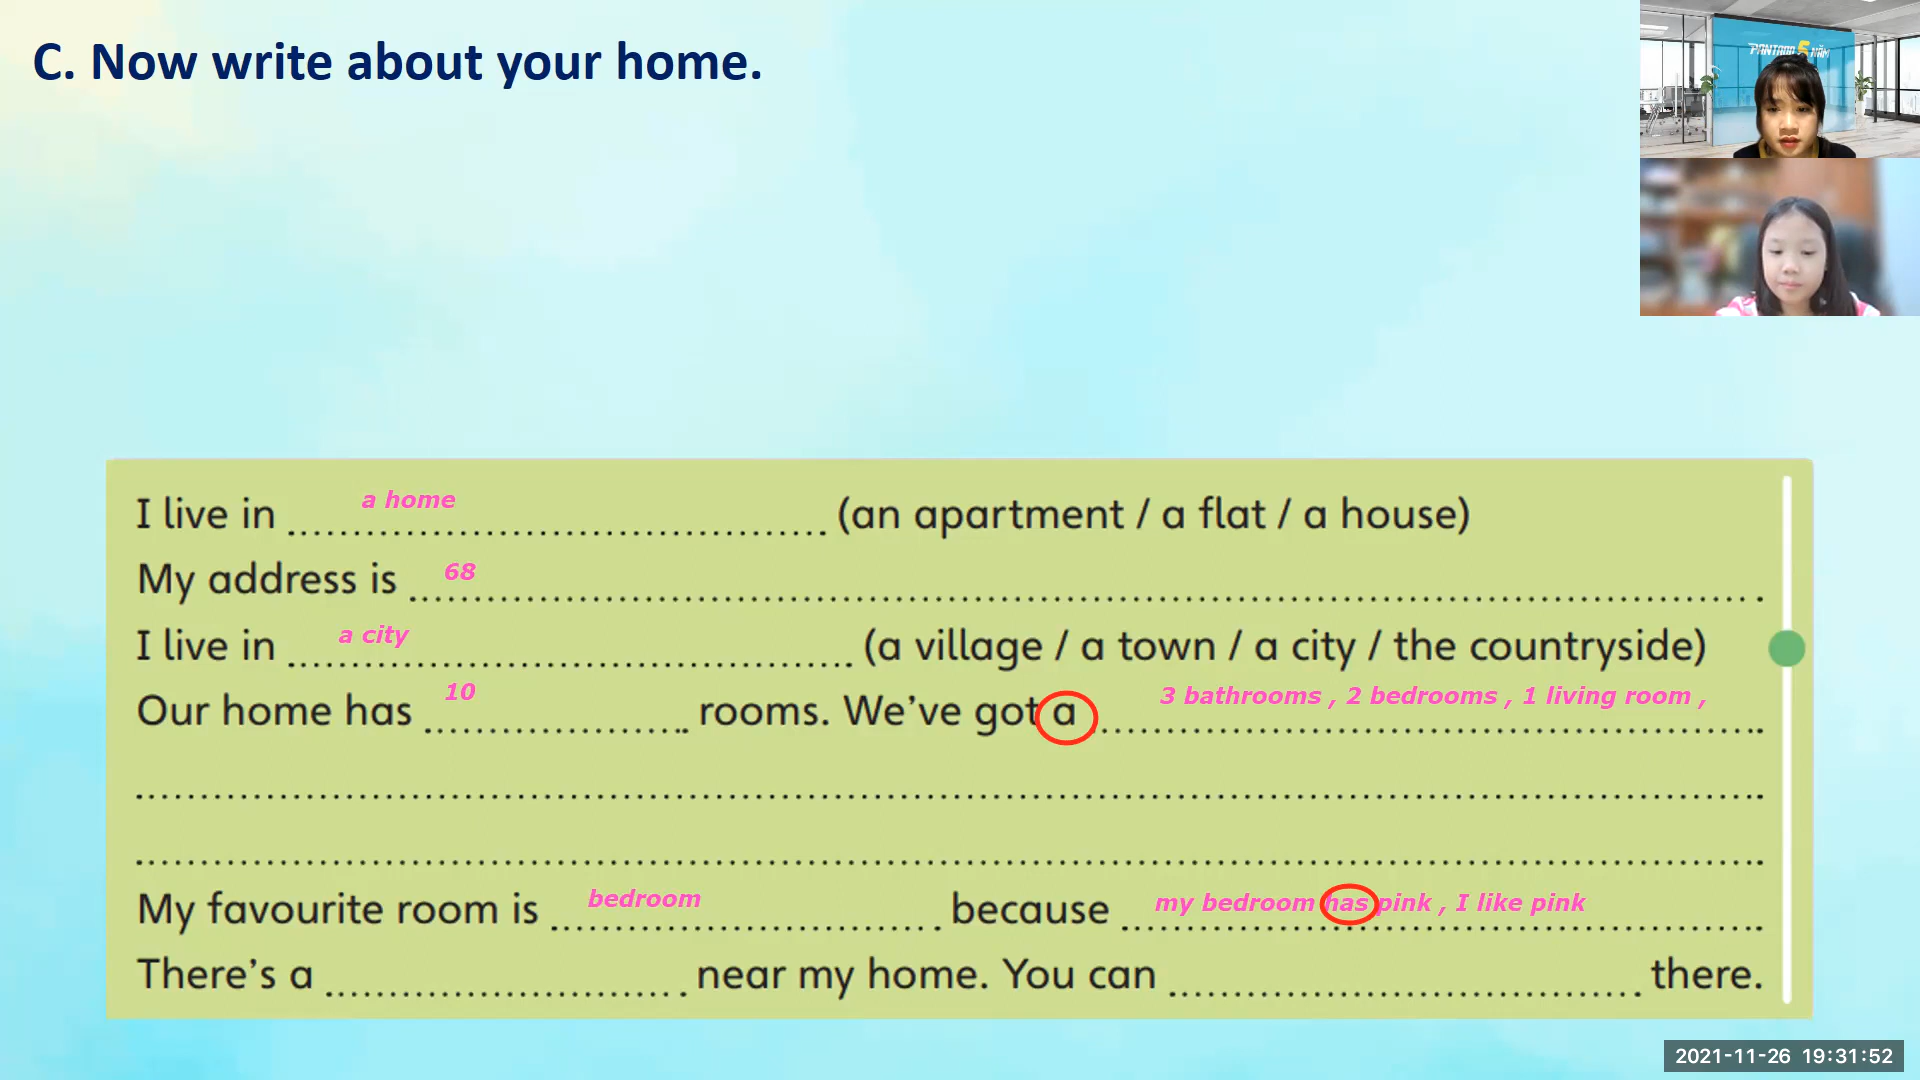 C. Now write about your home.
PANTADO 5 NĂM
I live in a home (an apartment / a flat / a house)
My address is 68 .
I live in a city (a village / a town / a city / the countryside)
Our home has 10 rooms. We've got a 3 bathrooms , 2 bedrooms , 1 living room ,
My favourite room is bedroom because my bedroom has pink , I like pink
There's a near my home. You can there.
2021-11-26 19:31:52